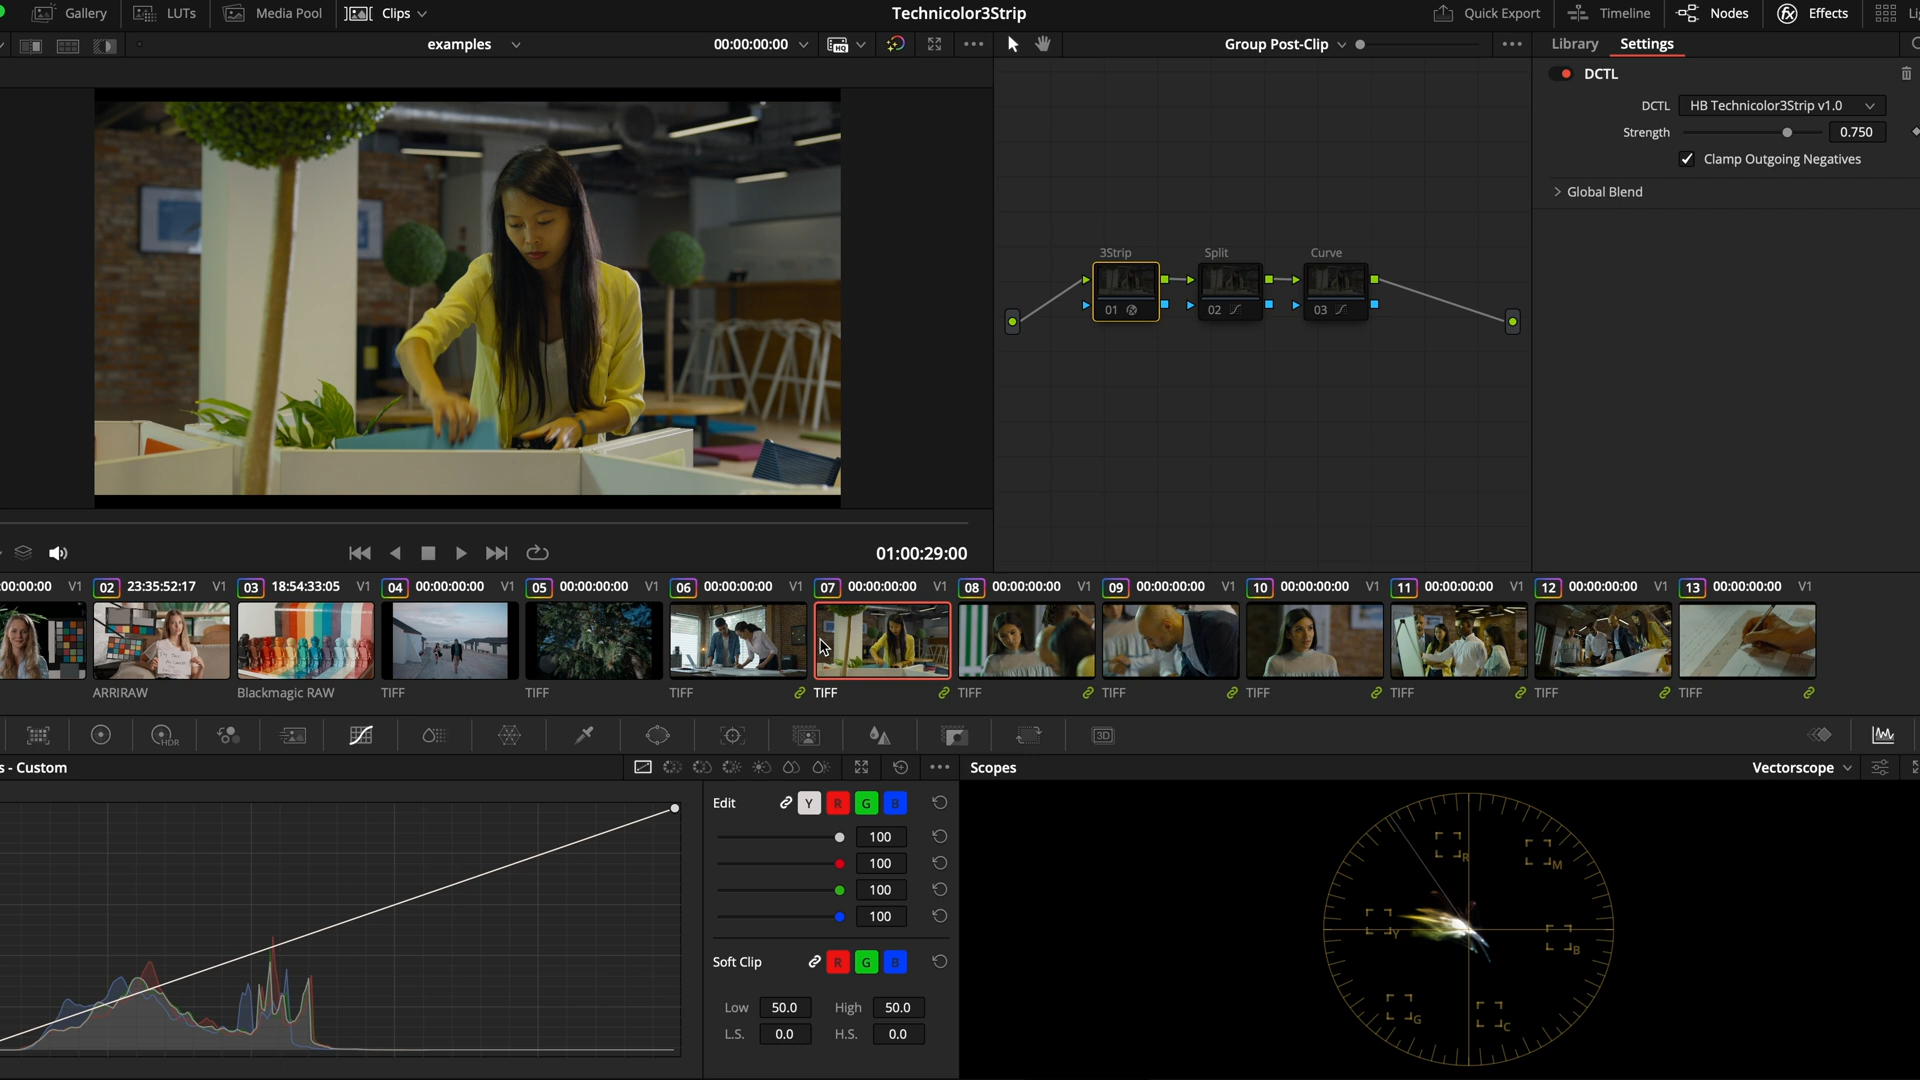 Gallery LUTs Media Pool Clips Technicolor3Strip Quick Export Timeline Nodes Effects
examples 00:00:00:00 HQ Group Post-Clip Library Settings
DCTL
DCTL HB Technicolor3Strip v1.0
Strength 0.750
Clamp Outgoing Negatives
Global Blend
3Strip Split Curve
01 02 03
01:00:29:00
00:00:00 V1 02 23:35:52:17 V1 03 18:54:33:05 V1 04 00:00:00:00 V1 05 00:00:00:00 V1 06 00:00:00:00 V1 07 00:00:00:00 V1 08 00:00:00:00 V1 09 00:00:00:00 V1 10 00:00:00:00 V1 11 00:00:00:00 V1 12 00:00:00:00 V1 13 00:00:00:00 V1
ARRIRAW Blackmagic RAW TIFF TIFF TIFF TIFF TIFF TIFF TIFF TIFF TIFF TIFF
HDR 3D
s - Custom Scopes Vectorscope
Edit Y R G B
100
100
100
100
Soft Clip R G B
Low 50.0 High 50.0
L.S. 0.0 H.S. 0.0
R M
Y B
G C